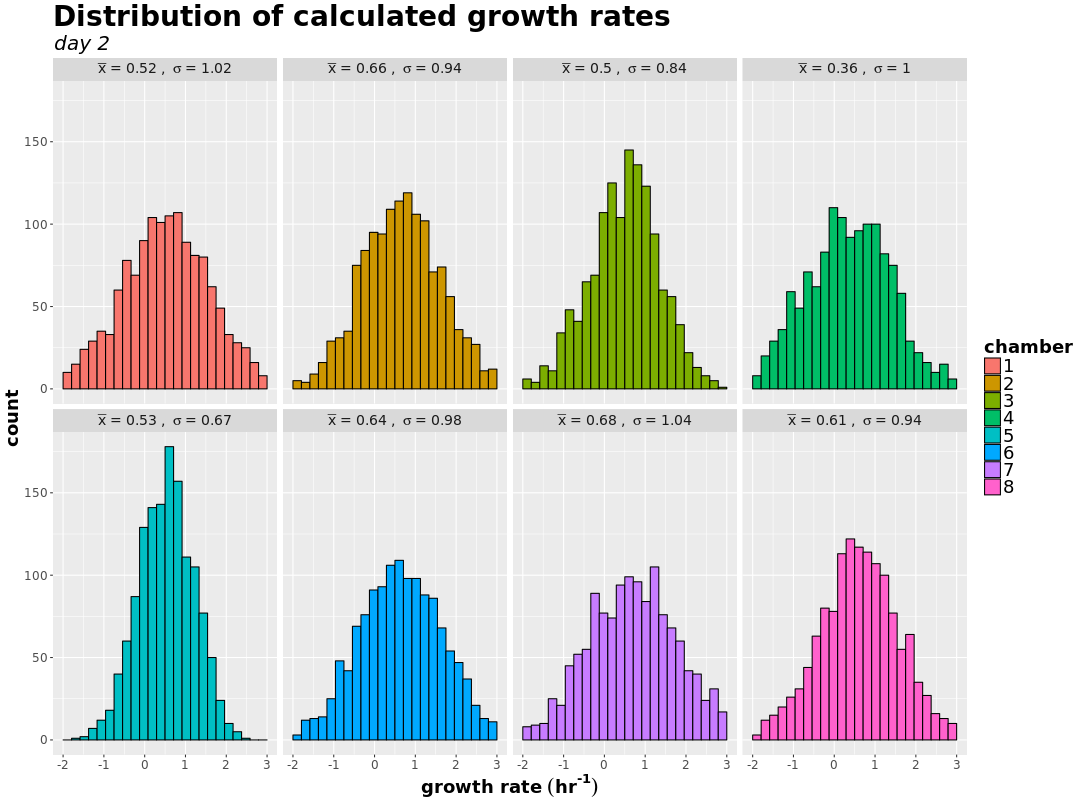 Distribution of calculated growth rates
day 2
x̅ = 0.52 , σ = 1.02
x̅ = 0.66 , σ = 0.94
x̅ = 0.5 , σ = 0.84
x̅ = 0.36 , σ = 1
150
100
50
0
x̅ = 0.53 , σ = 0.67
x̅ = 0.64 , σ = 0.98
x̅ = 0.68 , σ = 1.04
x̅ = 0.61 , σ = 0.94
150
100
50
0
-2 -1 0 1 2 3
-2 -1 0 1 2 3
-2 -1 0 1 2 3
-2 -1 0 1 2 3
growth rate (hr⁻¹)
count
chamber
1
2
3
4
5
6
7
8